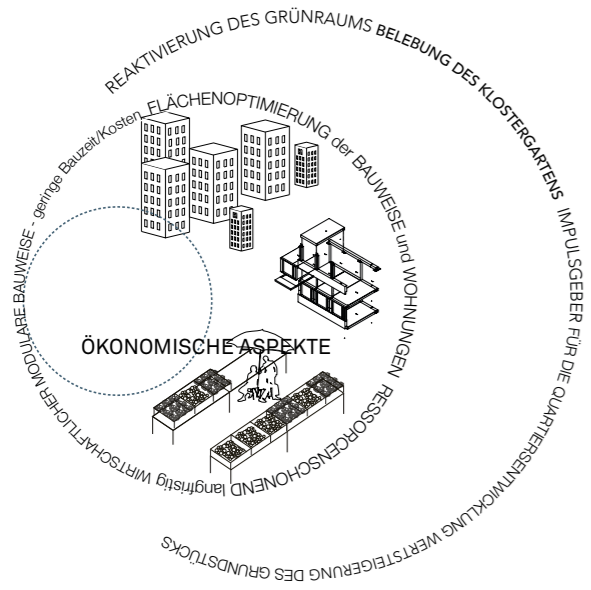 REAKTIVIERUNG DES GRÜNRAUMS BELEBUNG DES KLOSTERGARTENS IMPULSGEBER FÜR DIE QUARTIERSENTWICKLUNG WERTSTEIGERUNG DES GRUNDSTÜCKS
MODULARE BAUWEISE - geringe Bauzeit/Kosten FLÄCHENOPTIMIERUNG der BAUWEISE und WOHNUNGEN RESSORCENSCHONEND langfristig WIRTSCHAFTLICHER
ÖKONOMISCHE ASPEKTE